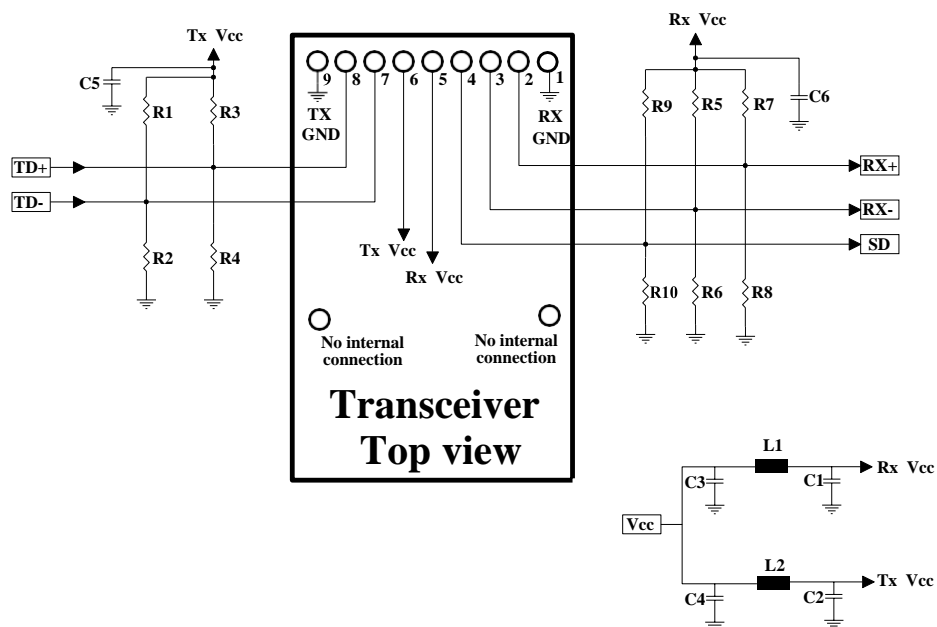 Tx Vcc
Rx Vcc
C5
R1
R3
9
8
7
6
5
4
3
2
1
TX
GND
RX
GND
R9
R5
R7
C6
TD+
TD-
RX+
RX-
SD
Tx Vcc
Rx Vcc
R2
R4
R10
R6
R8
No internal
connection
No internal
connection
Transceiver
Top view
L1
C3
C1
Rx Vcc
Vcc
L2
C4
C2
Tx Vcc